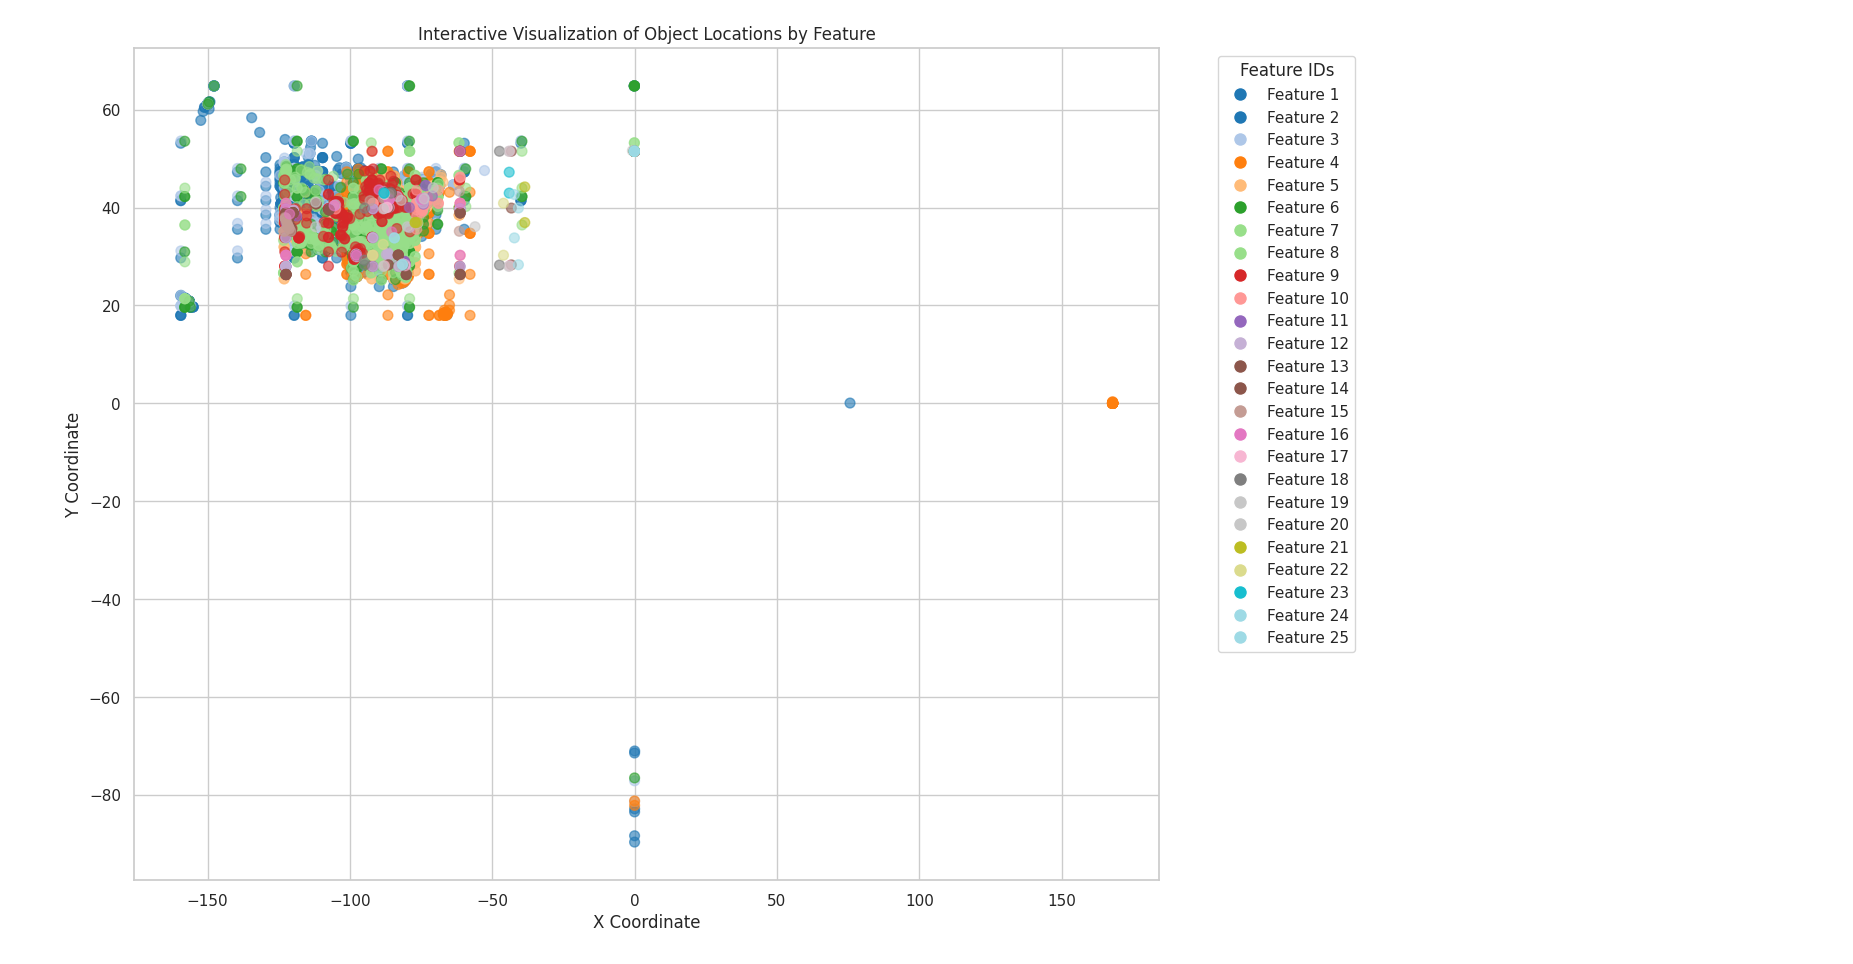 Interactive Visualization of Object Locations by Feature
60
40
20
0
−20
−40
−60
−80
Y Coordinate
−150
−100
−50
0
50
100
150
X Coordinate
Feature IDs
Feature 1
Feature 2
Feature 3
Feature 4
Feature 5
Feature 6
Feature 7
Feature 8
Feature 9
Feature 10
Feature 11
Feature 12
Feature 13
Feature 14
Feature 15
Feature 16
Feature 17
Feature 18
Feature 19
Feature 20
Feature 21
Feature 22
Feature 23
Feature 24
Feature 25